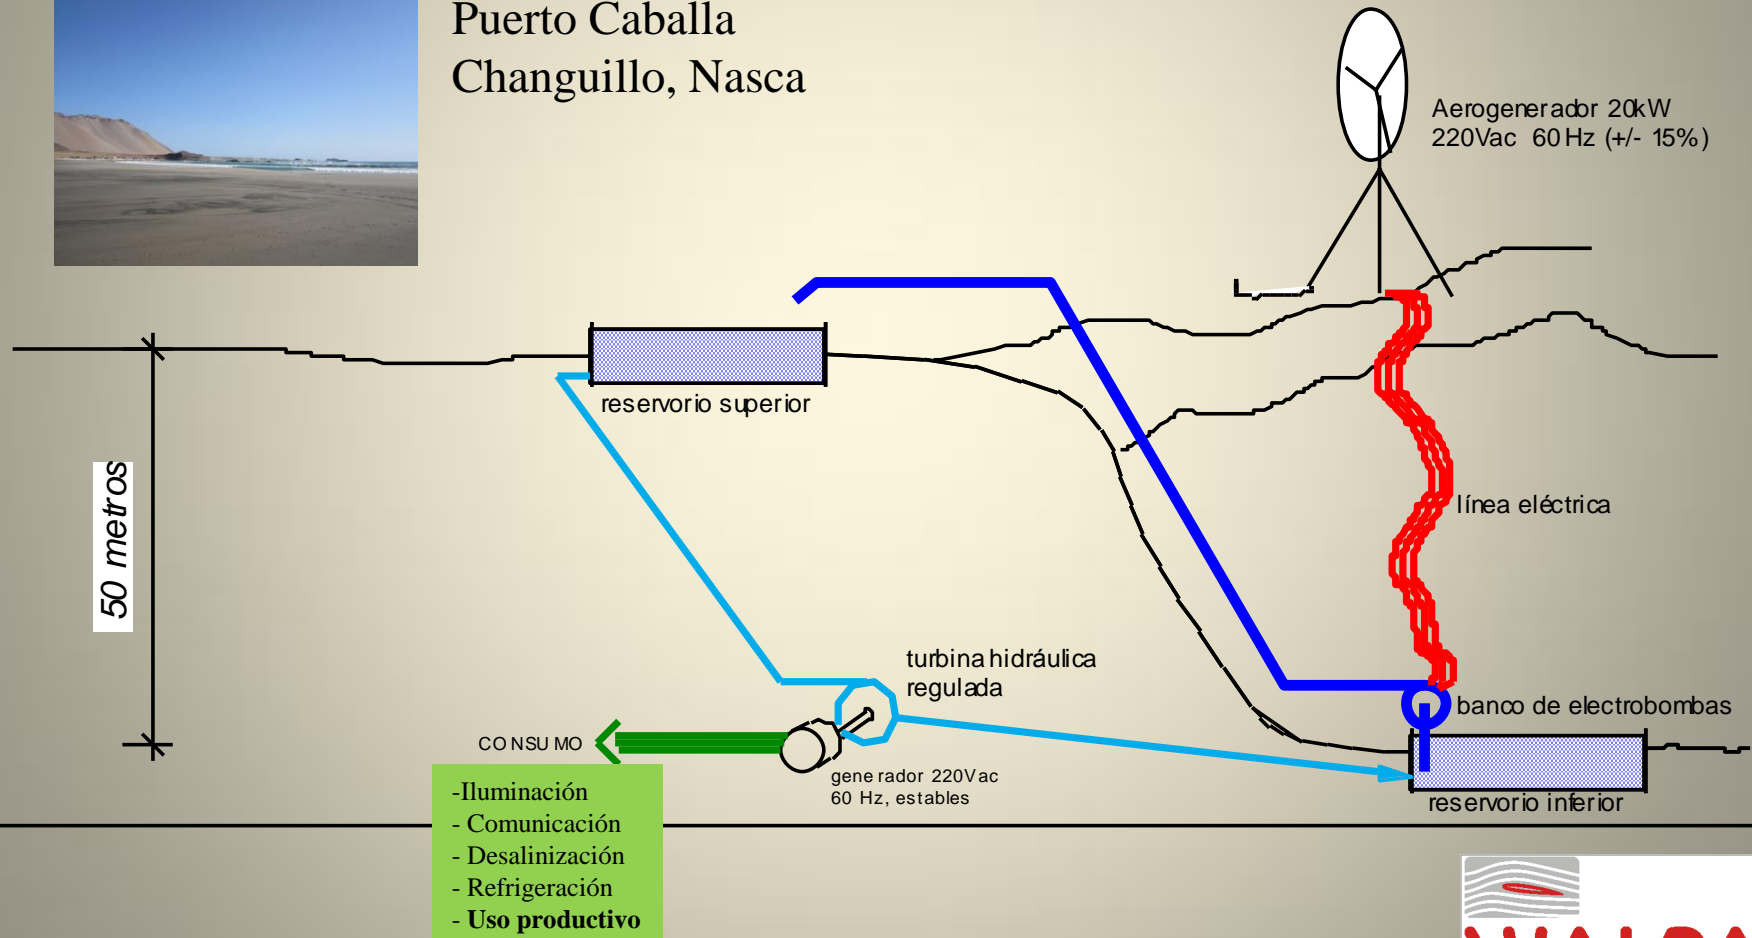 Puerto Caballa
Changuillo, Nasca
Aerogenerador 20kW
220Vac 60 Hz (+/- 15%)
reservorio superior
50 metros
línea eléctrica
turbina hidráulica
regulada
banco de electrobombas
CONSUMO
generador 220Vac
60 Hz, estables
reservorio inferior
-Iluminación
- Comunicación
- Desalinización
- Refrigeración
- Uso productivo